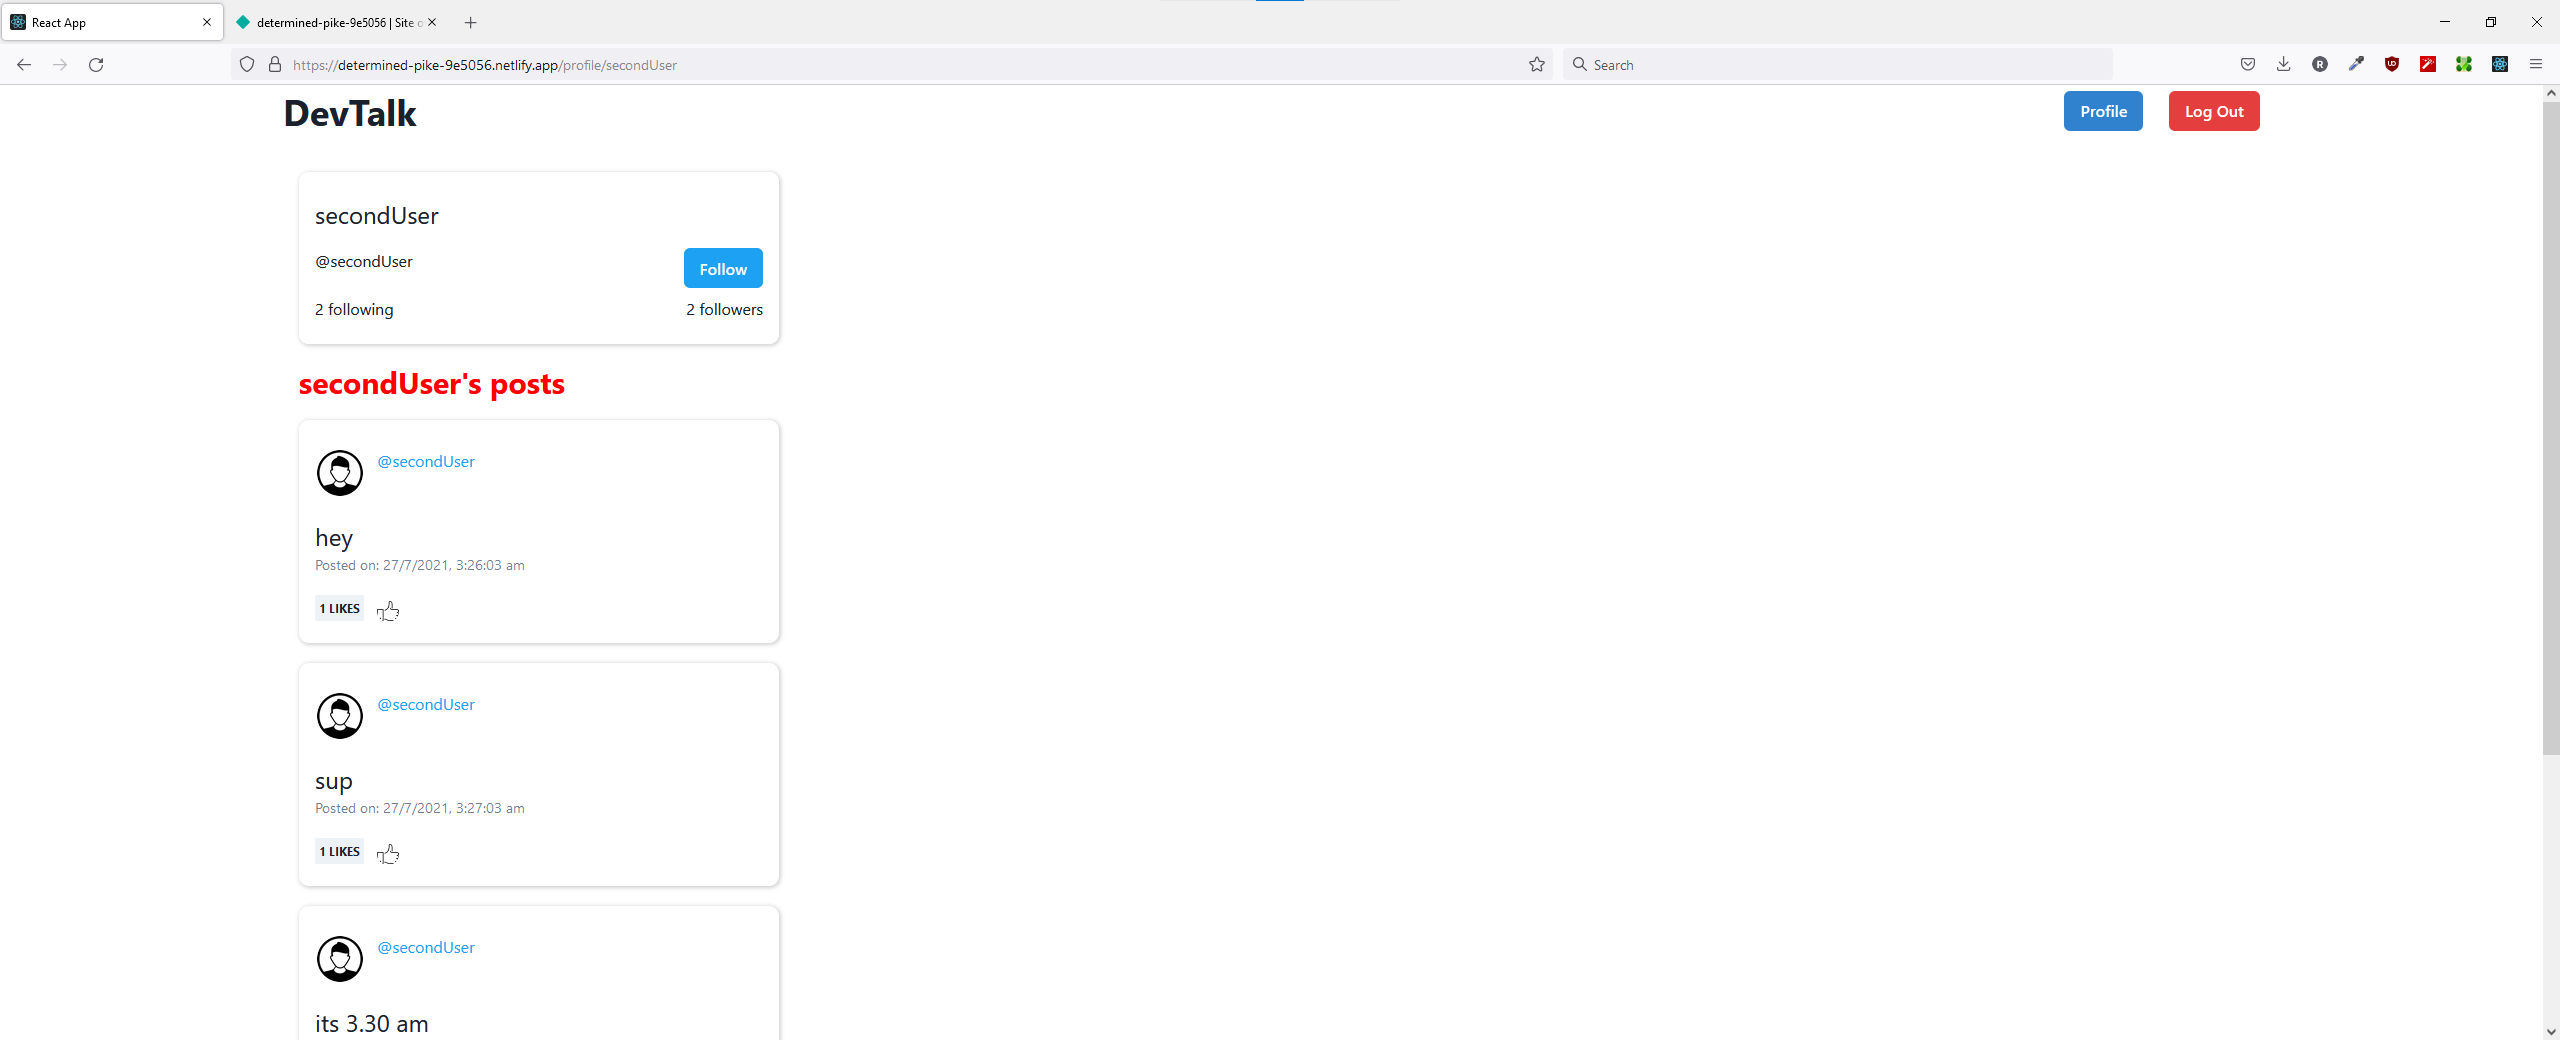 React App
determined-pike-9e5056 | Site o
https://determined-pike-9e5056.netlify.app/profile/secondUser
Search
DevTalk
Profile
Log Out
secondUser
@secondUser
Follow
2 following
2 followers
secondUser's posts
@secondUser
hey
Posted on: 27/7/2021, 3:26:03 am
1 LIKES
@secondUser
sup
Posted on: 27/7/2021, 3:27:03 am
1 LIKES
@secondUser
its 3.30 am